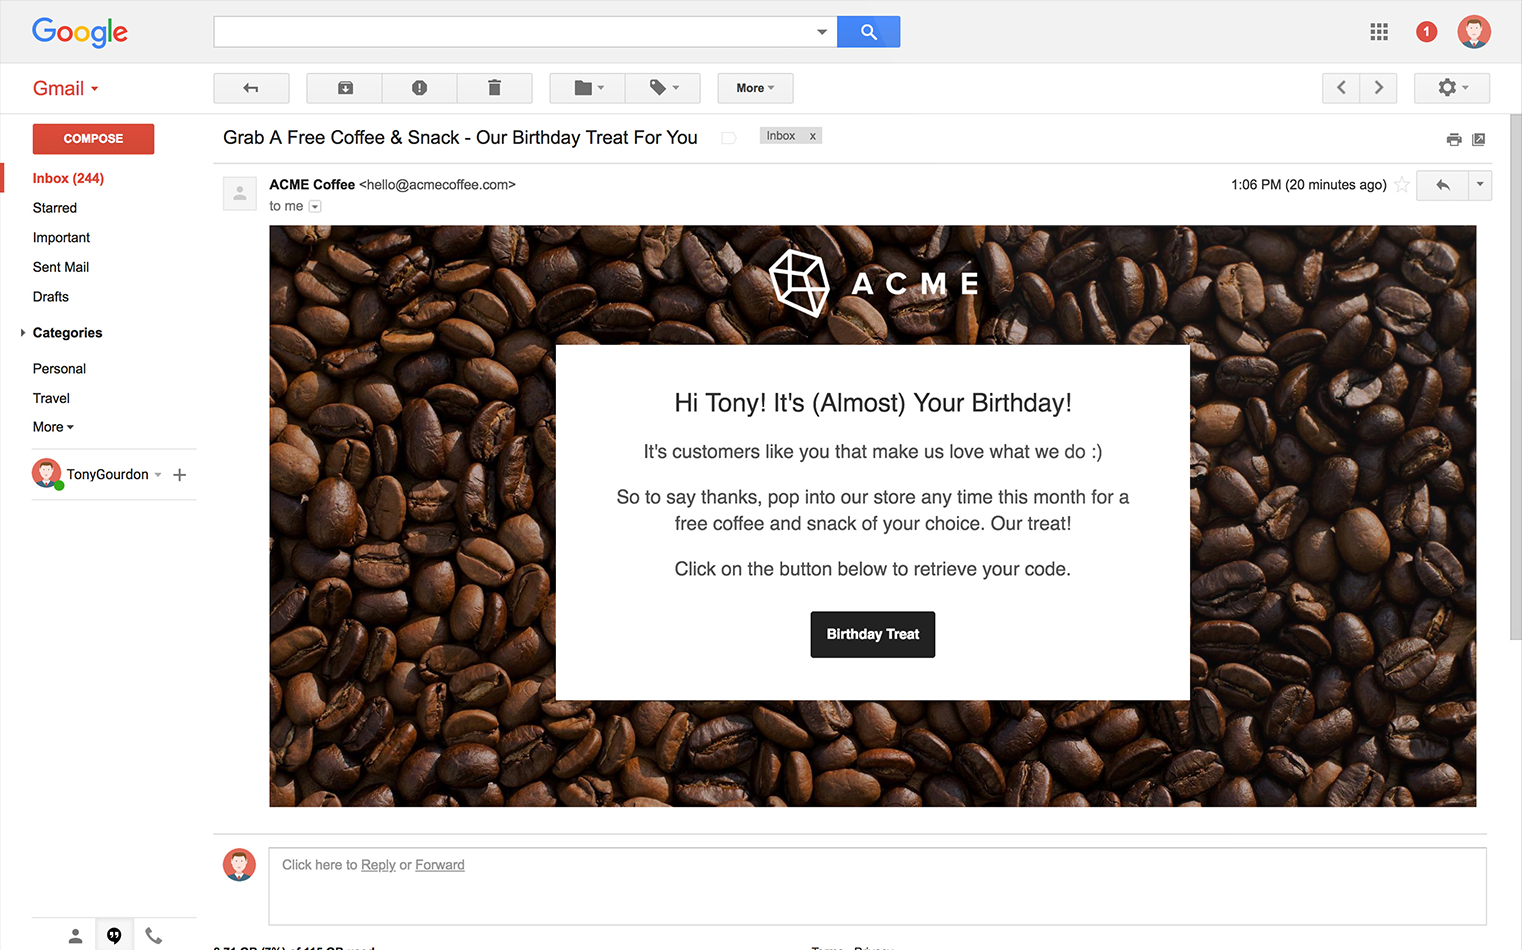 Google
1
Gmail
More
COMPOSE
Grab A Free Coffee & Snack - Our Birthday Treat For You
Inbox x
Inbox (244)
Starred
Important
Sent Mail
Drafts
Categories
Personal
Travel
More
TonyGourdon
ACME Coffee <hello@acmecoffee.com>
1:06 PM (20 minutes ago)
to me
ACME
Hi Tony! It's (Almost) Your Birthday!
It's customers like you that make us love what we do :)
So to say thanks, pop into our store any time this month for a
free coffee and snack of your choice. Our treat!
Click on the button below to retrieve your code.
Birthday Treat
Click here to Reply or Forward